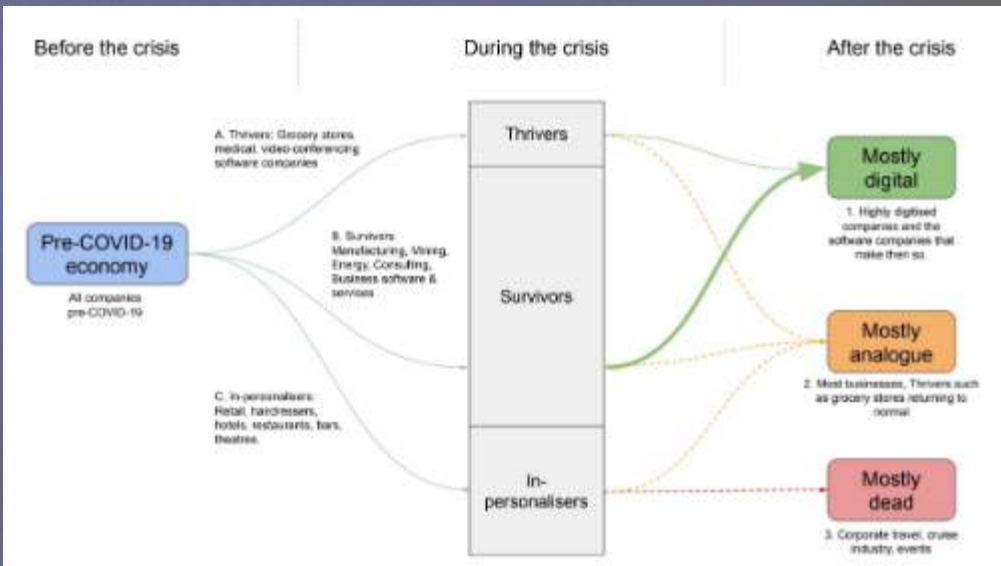 Before the crisis
During the crisis
After the crisis
A. Thrivers: Grocery stores,
medical, video-conferencing
software companies
Thrivers
Mostly
digital
1. Highly digitised
companies and the
software companies that
make then so.
Pre-COVID-19
economy
All companies
pre-COVID-19
B. Survivors:
Manufacturing, Mining,
Energy, Consulting,
Business software &
services
Survivors
Mostly
analogue
2. Most businesses, Thrivers such
as grocery stores returning to
normal
C. In-personalisers:
Retail, hairdressers,
hotels, restaurants, bars,
theatres.
In-
personalisers
Mostly
dead
3. Corporate travel, cruise
industry, events